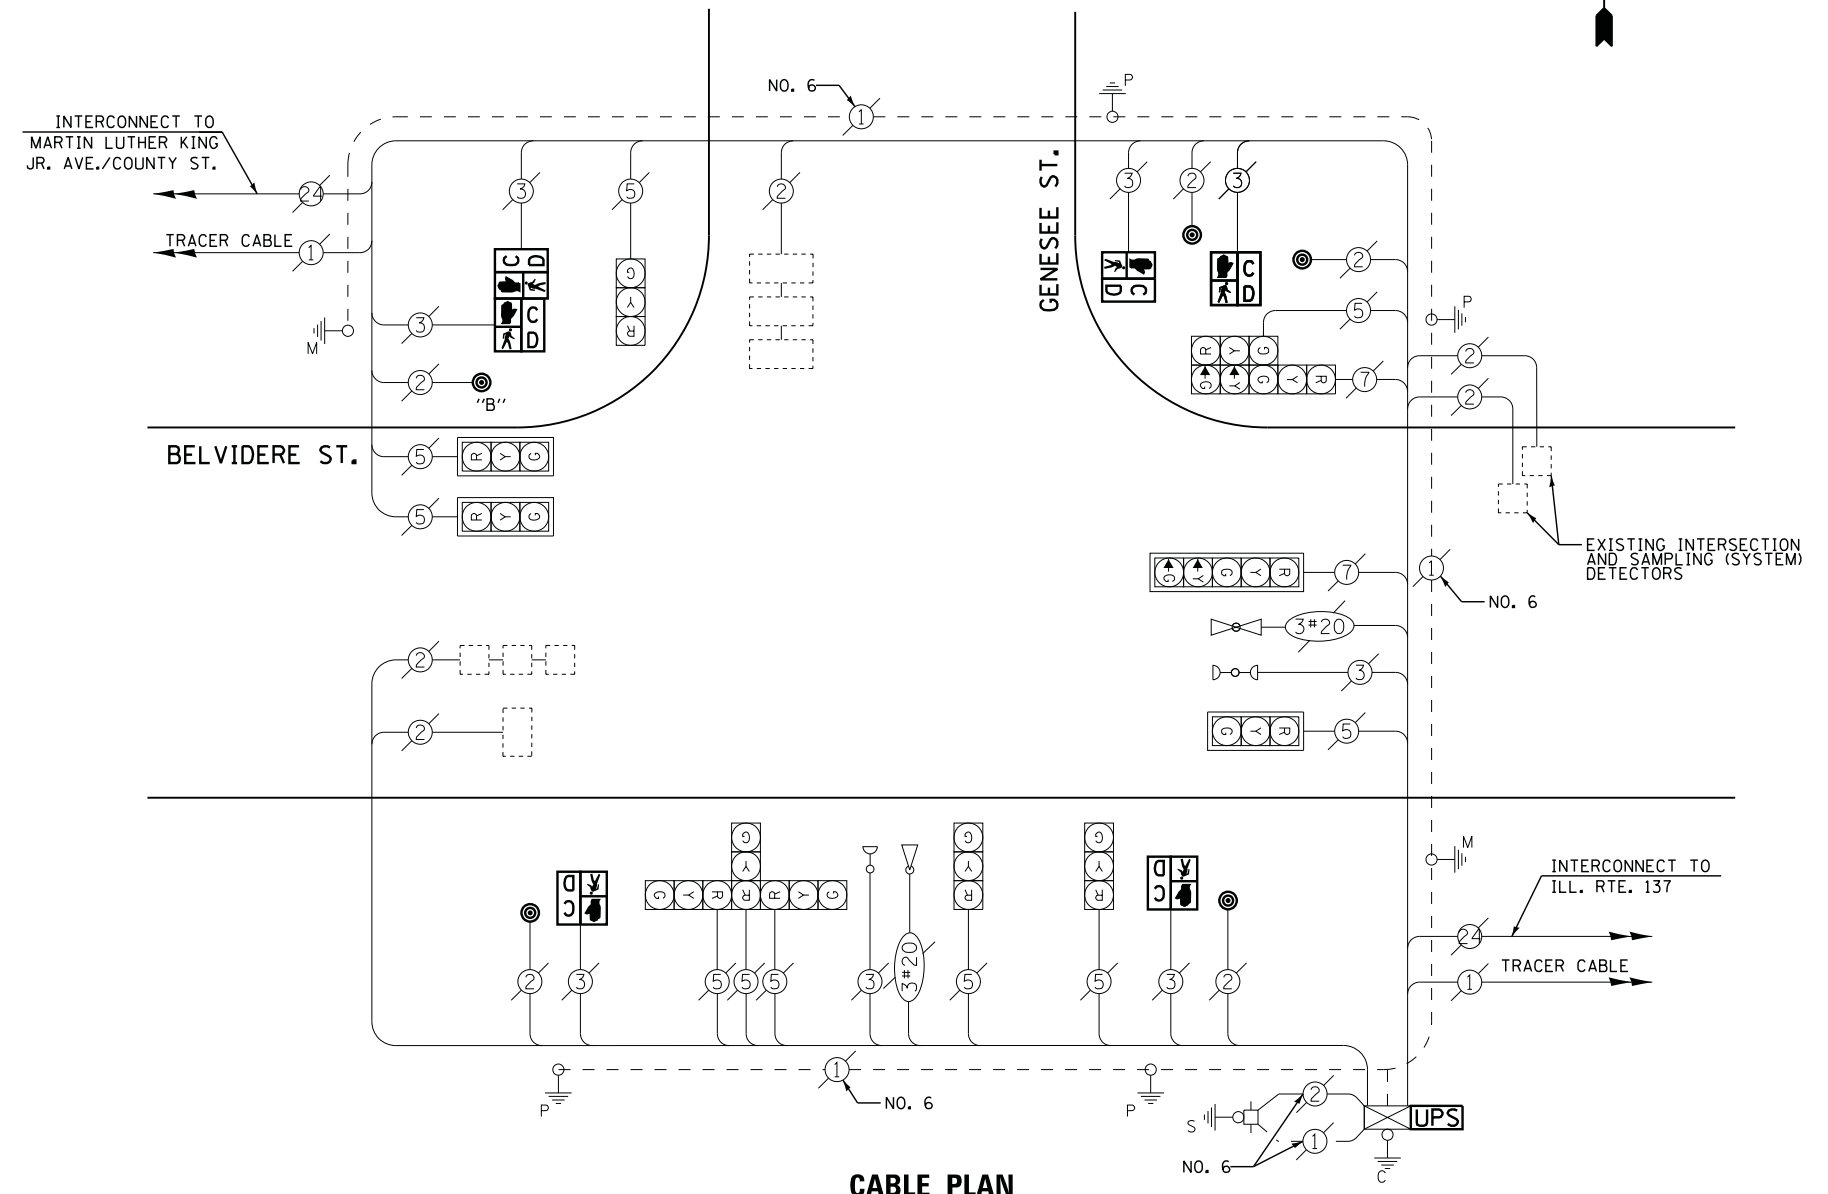 NO. 6
1
P
INTERCONNECT TO
MARTIN LUTHER KING
JR. AVE./COUNTY ST.
24
TRACER CABLE
1
M
3
5
2
GENESEE ST.
3
2
3
C D
G
Y
R
C
D
3
2
"B"
D C
C
D
2
5
P
R Y G
G Y G Y R
7
2
2
BELVIDERE ST.
5
R Y G
5
R Y G
EXISTING INTERSECTION
AND SAMPLING (SYSTEM)
DETECTORS
G Y G Y R
7
1
NO. 6
3#20
3
2
2
G Y R
5
M
INTERCONNECT TO
ILL. RTE. 137
24
TRACER CABLE
1
D
C
G
Y
G Y R R R Y G
G
Y
R
G
Y
R
D
C
2
3
5
5
5
3
3#20
5
5
3
2
P
1
NO. 6
P
2
S
1
NO. 6
UPS
C
CABLE PLAN